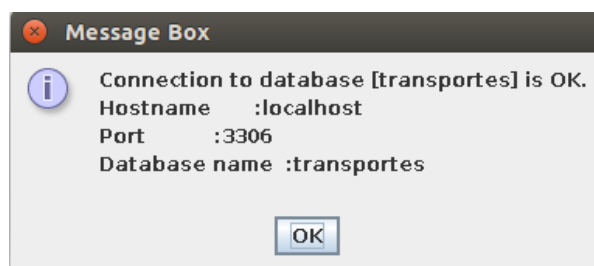 Message Box
Connection to database [transportes] is OK.
Hostname :localhost
Port :3306
Database name :transportes
OK